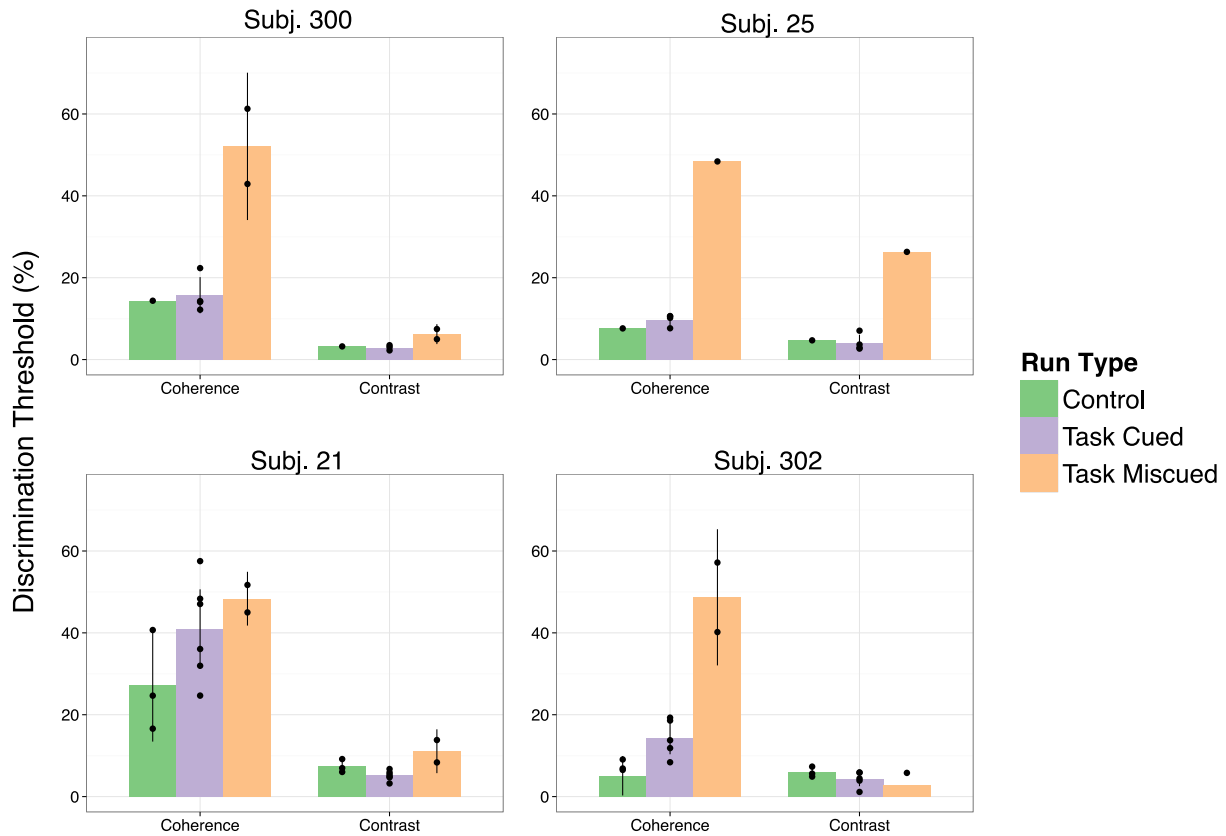 Subj. 300
Subj. 25
Discrimination Threshold (%)
60
40
20
0
Coherence
Contrast
60
40
20
0
Coherence
Contrast
Run Type
Control
Task Cued
Task Miscued
Subj. 21
Subj. 302
60
40
20
0
Coherence
Contrast
60
40
20
0
Coherence
Contrast